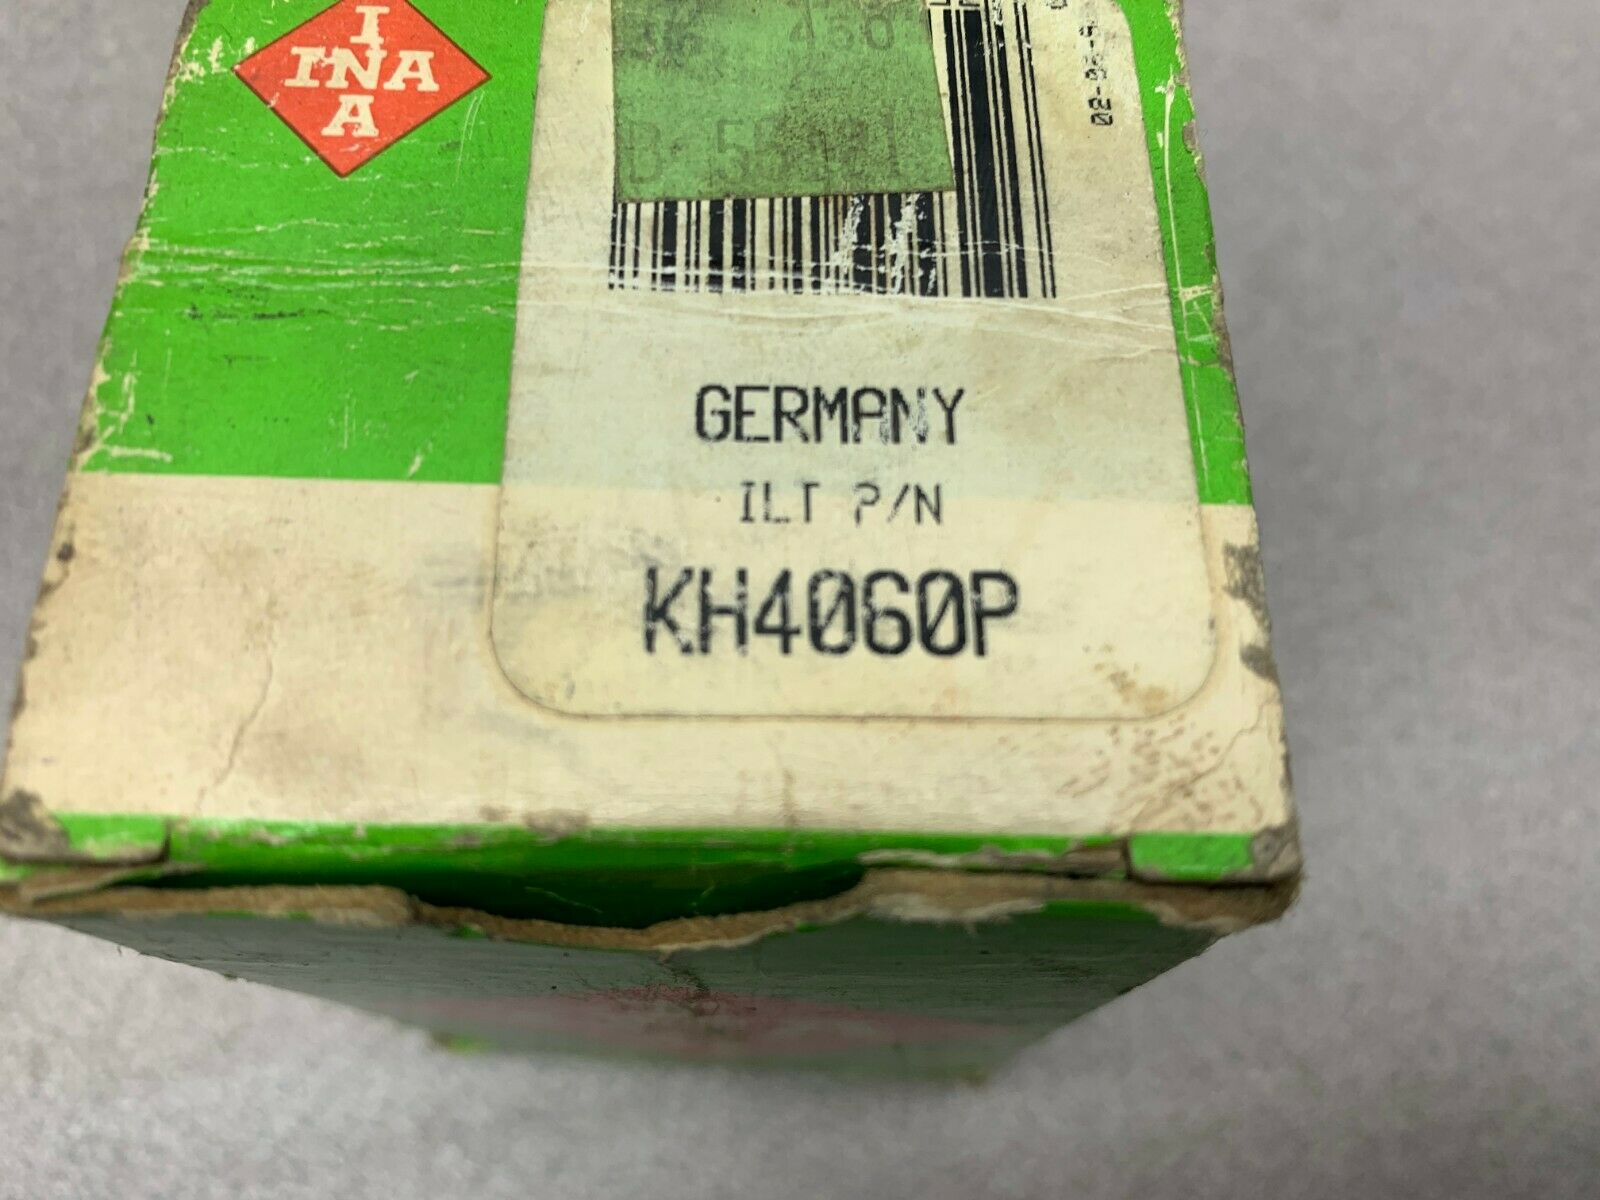 I
INA
A
GERMANY
ILT P/N
KH4060P